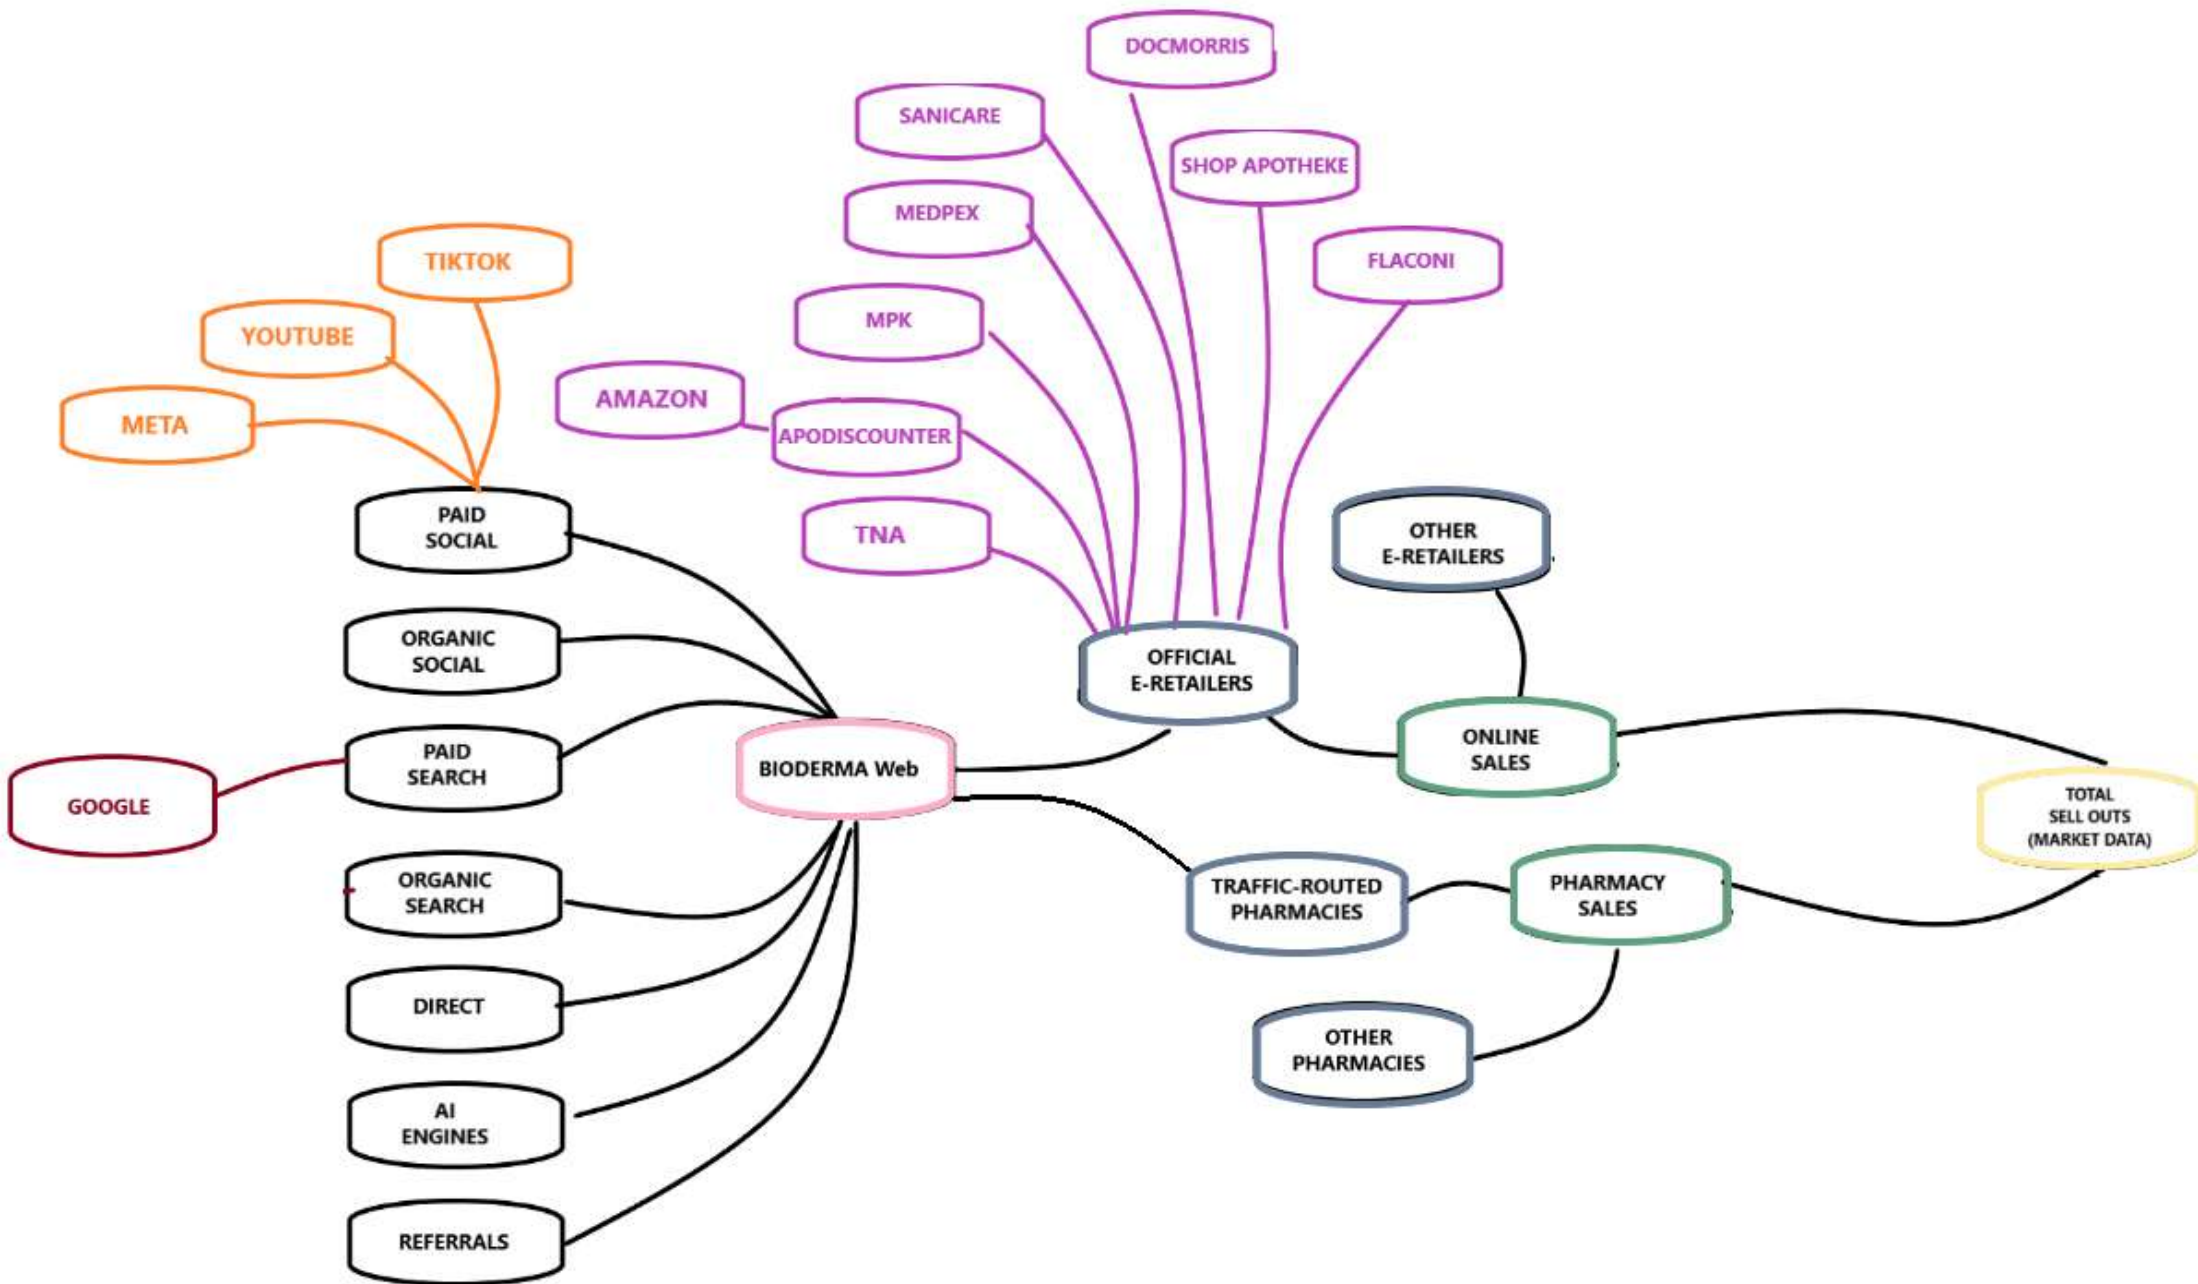 DOCMORRIS
SANICARE
SHOP APOTHEKE
MEDPEX
FLACONI
TIKTOK
MPK
YOUTUBE
AMAZON
META
APODISCOUNTER
TNA
PAID
SOCIAL
OTHER
E-RETAILERS
ORGANIC
SOCIAL
OFFICIAL
E-RETAILERS
PAID
SEARCH
BIODERMA Web
ONLINE
SALES
GOOGLE
TOTAL
SELL OUTS
(MARKET DATA)
ORGANIC
SEARCH
TRAFFIC-ROUTED
PHARMACIES
PHARMACY
SALES
DIRECT
OTHER
PHARMACIES
AI
ENGINES
REFERRALS